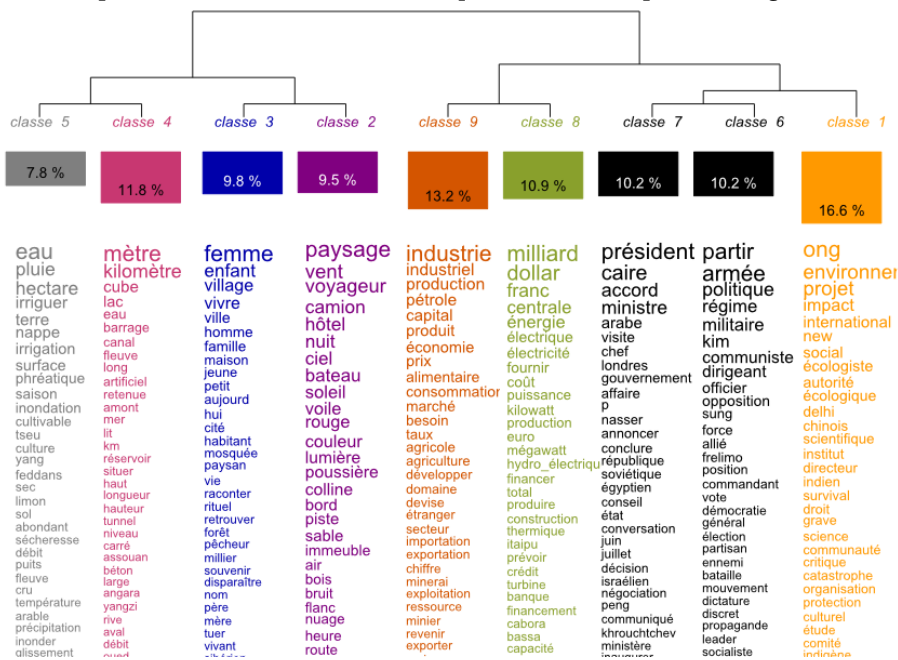 classe 5 classe 4 classe 3 classe 2 classe 9 classe 8 classe 7 classe 6 classe 1
7.8 % 11.8 % 9.8 % 9.5 % 13.2 % 10.9 % 10.2 % 10.2 % 16.6 %
eau
pluie
hectare
irriguer
terre
nappe
irrigation
surface
phréatique
saison
inondation
cultivable
tseu
culture
yang
feddans
sec
limon
sol
abondant
sécheresse
débit
puits
fleuve
cru
température
arable
précipitation
inonder
glissement
mètre
kilomètre
cube
lac
eau
barrage
canal
fleuve
long
artificiel
retenue
amont
mer
lit
km
réservoir
situer
haut
longueur
hauteur
tunnel
niveau
carré
assouan
béton
large
angara
yangzi
rive
aval
débit
oued
femme
enfant
village
vivre
ville
homme
famille
maison
jeune
petit
aujourd
hui
cité
habitant
mosquée
paysan
vie
raconter
rituel
retrouver
forêt
pêcheur
millier
souvenir
disparaître
nom
père
mère
tuer
vivant
sibérien
paysage
vent
voyageur
camion
hôtel
nuit
ciel
bateau
soleil
voile
rouge
couleur
lumière
poussière
colline
bord
piste
sable
immeuble
air
bois
bruit
flanc
nuage
heure
route
industrie
industriel
production
pétrole
capital
produit
économie
prix
alimentaire
consommation
marché
besoin
taux
agricole
agriculture
développer
domaine
devise
étranger
secteur
importation
exportation
chiffre
minerai
exploitation
ressource
minier
revenir
exporter
milliard
dollar
franc
centrale
énergie
électrique
électricité
fournir
coût
puissance
kilowatt
production
euro
mégawatt
hydro_électriqu
financer
total
produire
construction
thermique
itaipu
prévoir
crédit
turbine
banque
financement
cabora
bassa
capacité
président
caire
accord
ministre
arabe
visite
chef
londres
gouvernement
affaire
p
nasser
annoncer
conclure
république
soviétique
égyptien
conseil
état
conversation
juin
juillet
décision
israélien
négociation
peng
communiqué
khrouchtchev
ministère
inaugurer
partir
armée
politique
régime
militaire
kim
communiste
dirigeant
officier
opposition
sung
force
allié
frelimo
position
commandant
vote
démocratie
général
élection
partisan
ennemi
bataille
mouvement
dictature
discret
propagande
leader
socialiste
ong
environner
projet
impact
international
new
social
écologiste
autorité
écologique
delhi
chinois
scientifique
institut
directeur
indien
survival
droit
grave
science
communauté
critique
catastrophe
organisation
protection
culturel
étude
comité
indigène